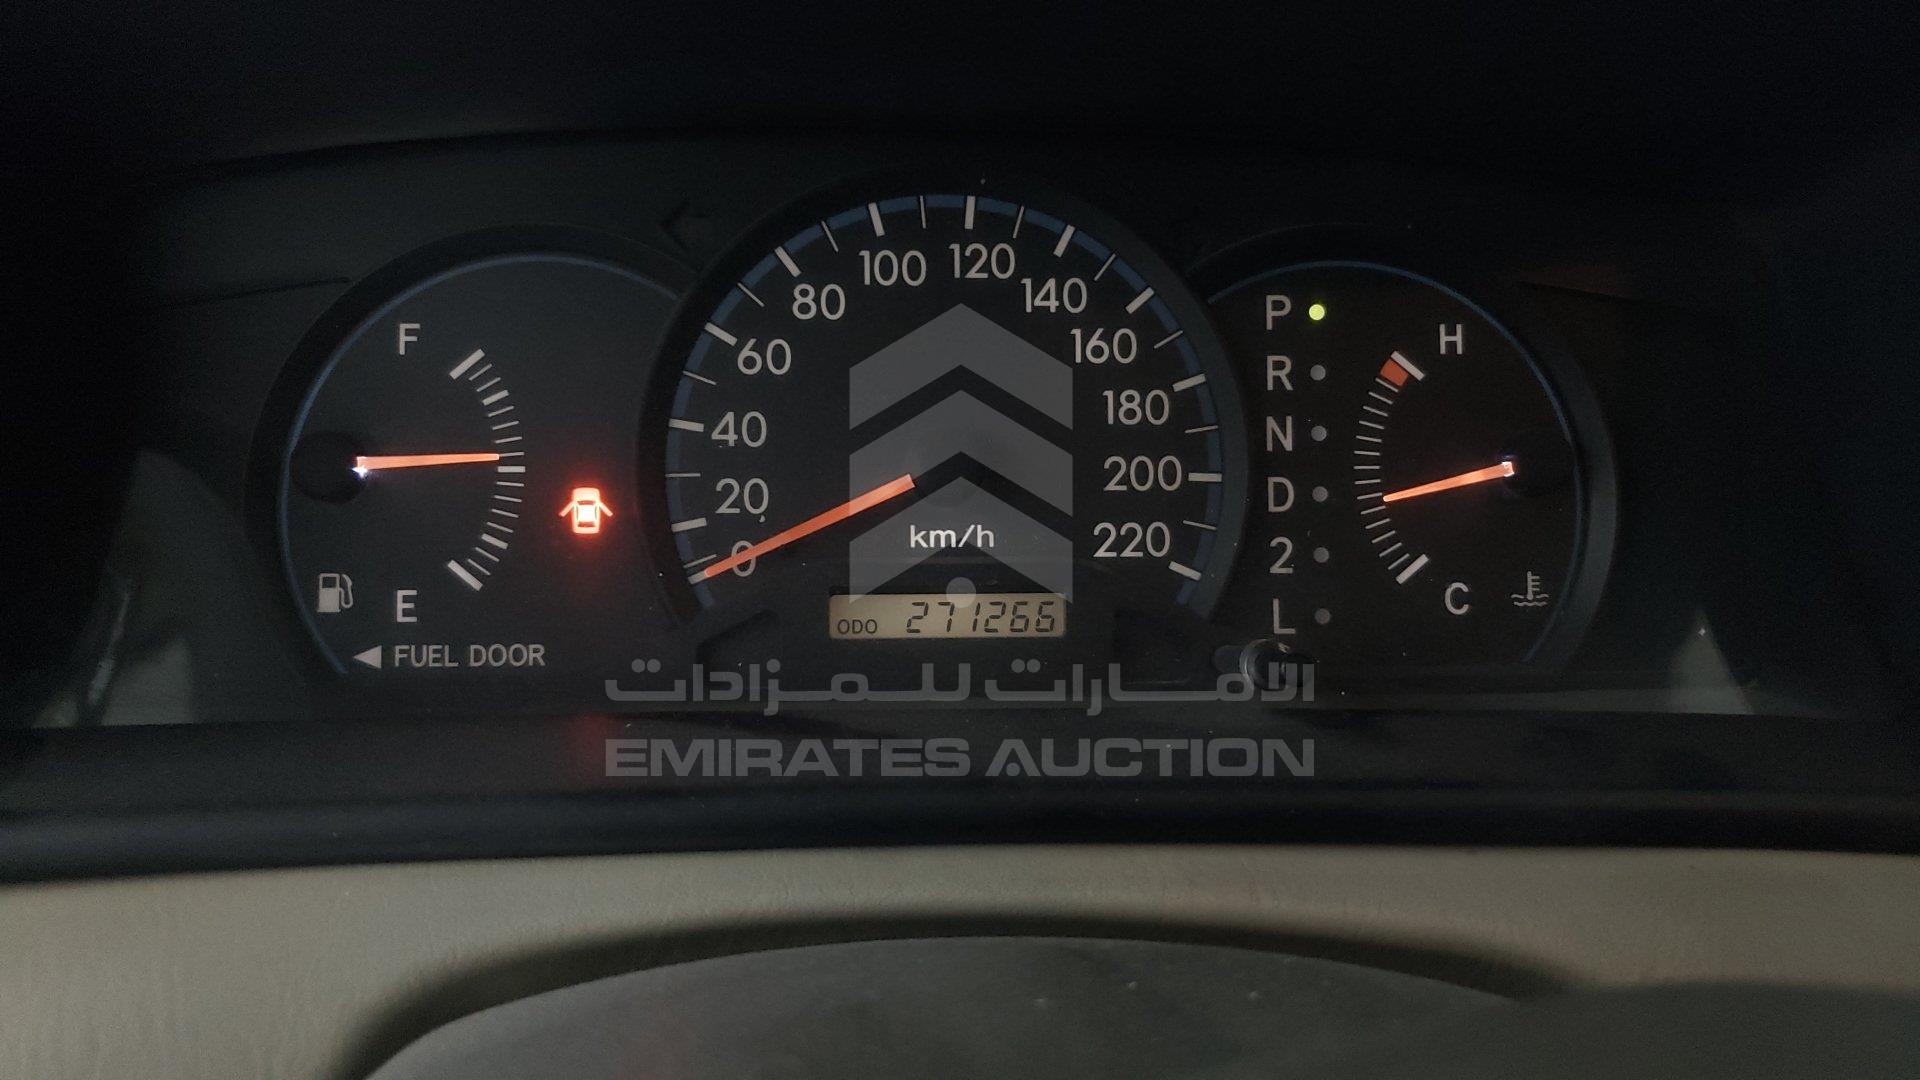 F
E
◄ FUEL DOOR
0
20
40
60
80
100
120
140
160
180
200
220
km/h
ODO 271266
P
R
N
D
2
L
H
C
الامارات للمزادات
EMIRATES AUCTION